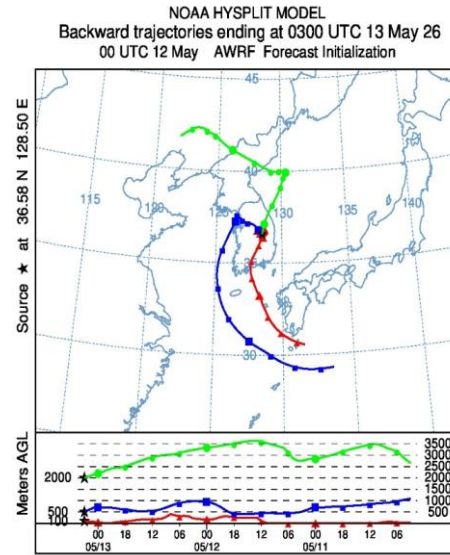 NOAA HYSPLIT MODEL
Backward trajectories ending at 0300 UTC 13 May 26
00 UTC 12 May AWRF Forecast Initialization
Source ★ at 36.58 N 128.50 E
45
40
115
120
130
135
140
35
30
Meters AGL
2000
500
100
3500
3000
2500
2000
1500
1000
500
00 18 12 06 00 18 12 06 00 18 12 06
05/13 05/12 05/11